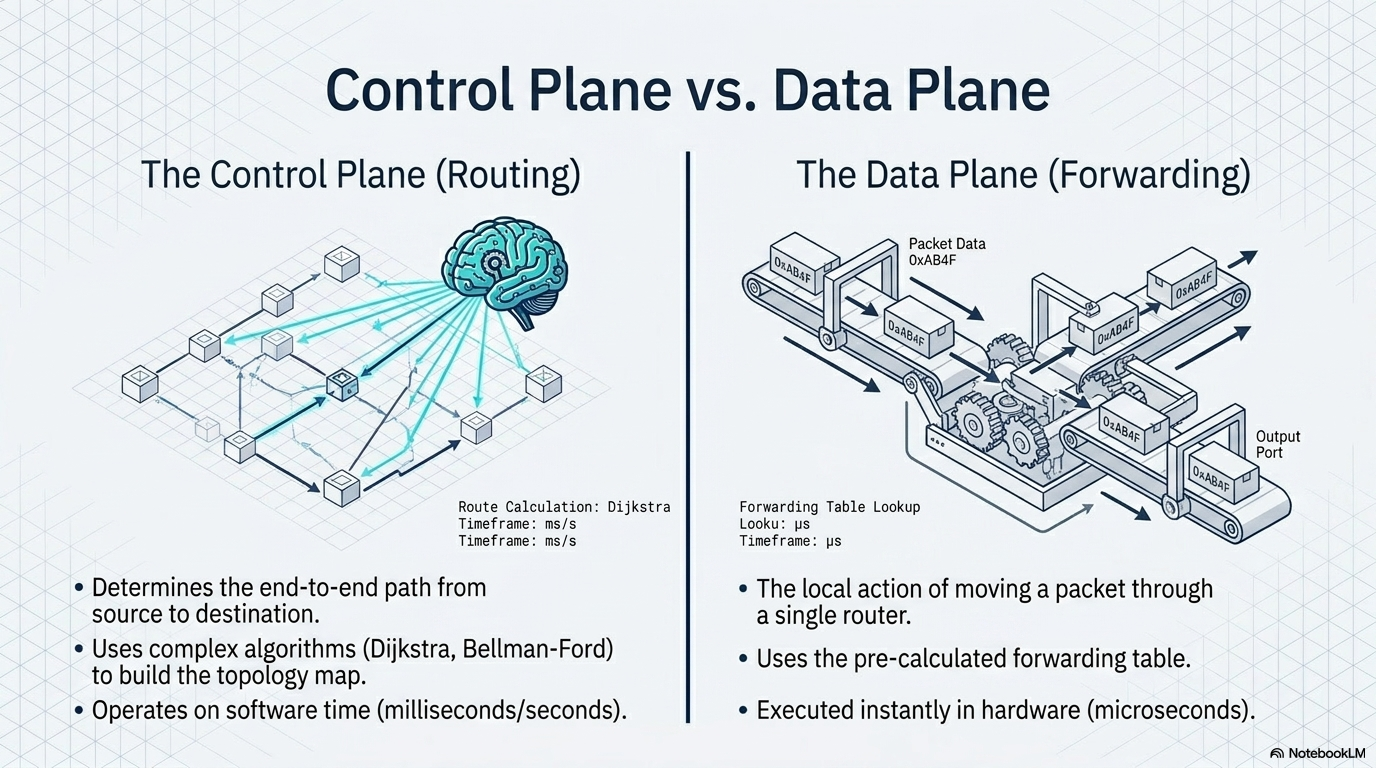 Control Plane vs. Data Plane
The Control Plane (Routing)
Route Calculation: Dijkstra
Timeframe: ms/s
Timeframe: ms/s
• Determines the end-to-end path from
source to destination.
• Uses complex algorithms (Dijkstra, Bellman-Ford)
to build the topology map.
• Operates on software time (milliseconds/seconds).
The Data Plane (Forwarding)
Packet Data
0xAB4F
0xAB4F
0aAB4F
0xAB4F
0sAB4F
0xAB4F
0xAB4F
Output
Port
Forwarding Table Lookup
Looku: µs
Timeframe: µs
• The local action of moving a packet through
a single router.
• Uses the pre-calculated forwarding table.
• Executed instantly in hardware (microseconds).
NotebookLM